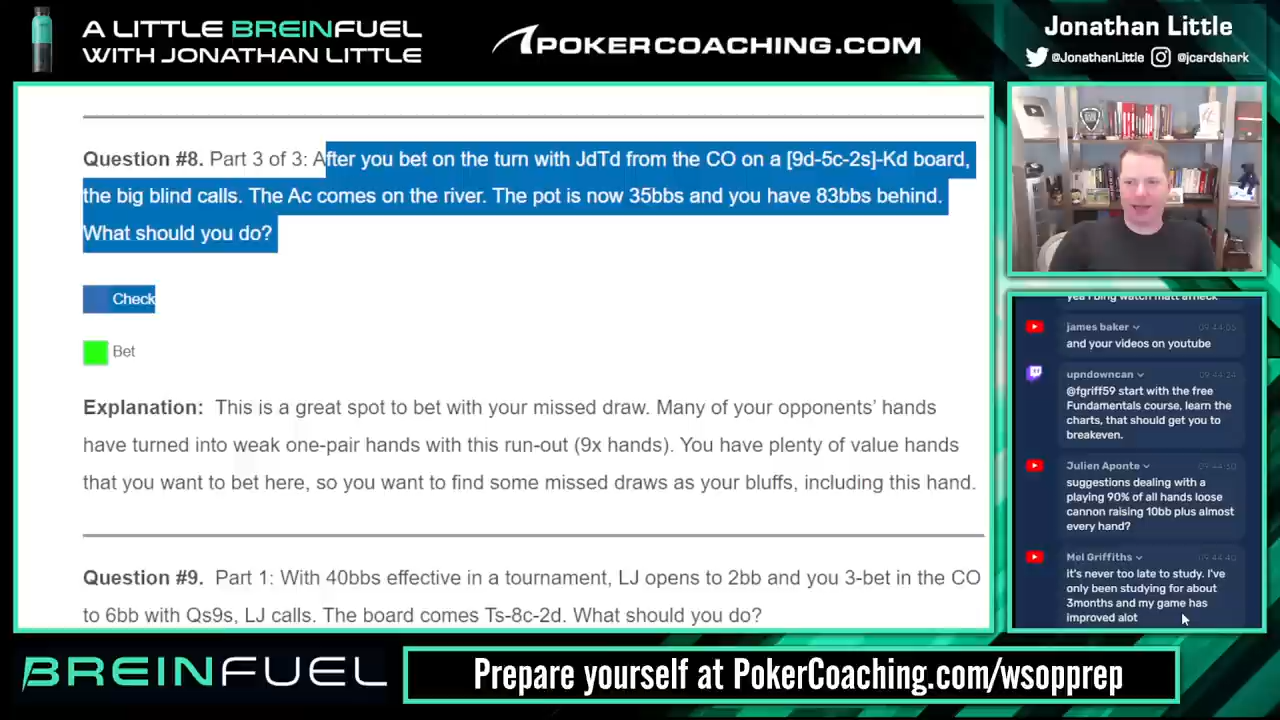 A LITTLE BREINFUEL
WITH JONATHAN LITTLE
POKERCOACHING.COM
Jonathan Little
@JonathanLittle @jcardshark
Question #8. Part 3 of 3: After you bet on the turn with JdTd from the CO on a [9d-5c-2s]-Kd board,
the big blind calls. The Ac comes on the river. The pot is now 35bbs and you have 83bbs behind.
What should you do?
Check
Bet
Explanation: This is a great spot to bet with your missed draw. Many of your opponents’ hands
have turned into weak one-pair hands with this run-out (9x hands). You have plenty of value hands
that you want to bet here, so you want to find some missed draws as your bluffs, including this hand.
Question #9. Part 1: With 40bbs effective in a tournament, LJ opens to 2bb and you 3-bet in the CO
to 6bb with Qs9s, LJ calls. The board comes Ts-8c-2d. What should you do?
james baker
and your videos on youtube
upndowncan
@fgriff59 start with the free
Fundamentals course, learn the
charts, that should get you to
breakeven.
Julien Aponte
suggestions dealing with a
playing 90% of all hands loose
cannon raising 10bb plus almost
every hand?
Mel Griffiths
it's never too late to study. I've
only been studying for about
3months and my game has
improved alot
BREINFUEL
Prepare yourself at PokerCoaching.com/wsopprep